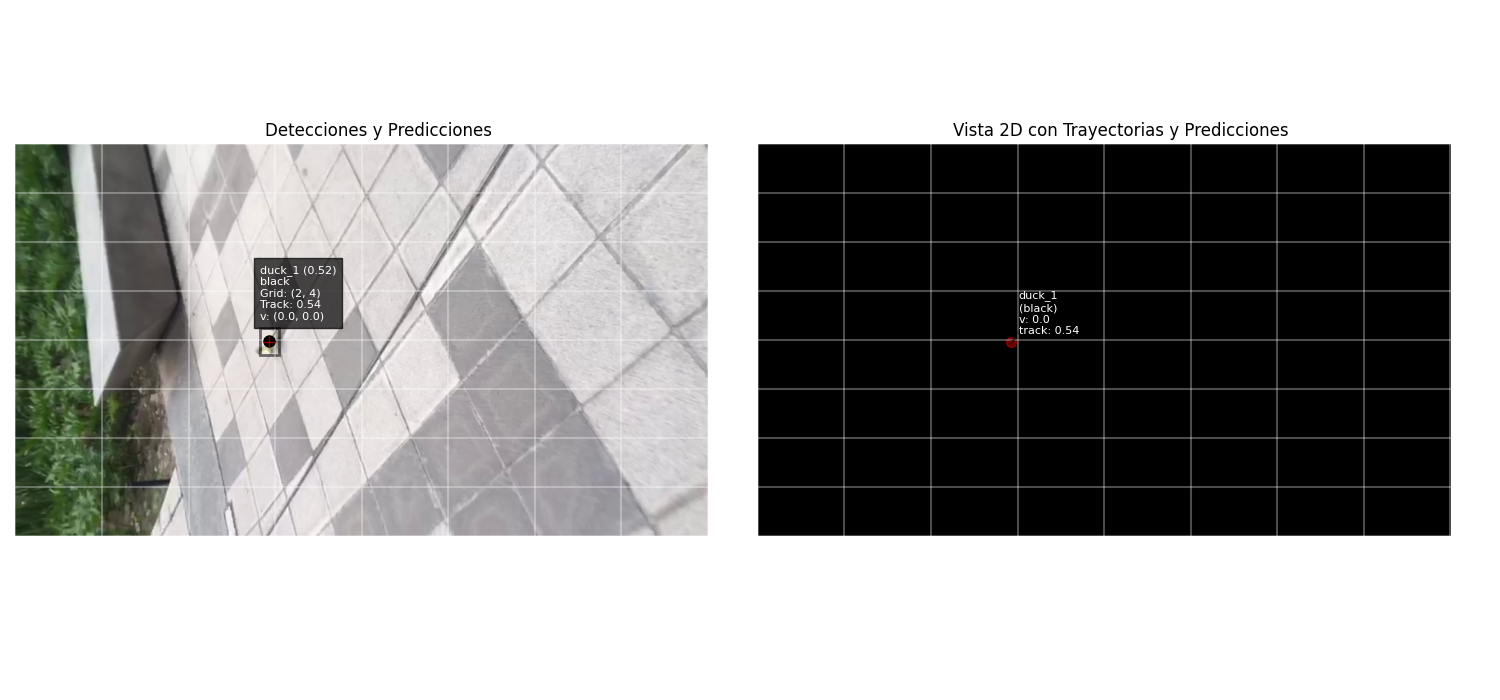 Detecciones y Predicciones
duck_1 (0.52)
black
Grid: (2, 4)
Track: 0.54
v: (0.0, 0.0)
Vista 2D con Trayectorias y Predicciones
duck_1
(black)
v: 0.0
track: 0.54